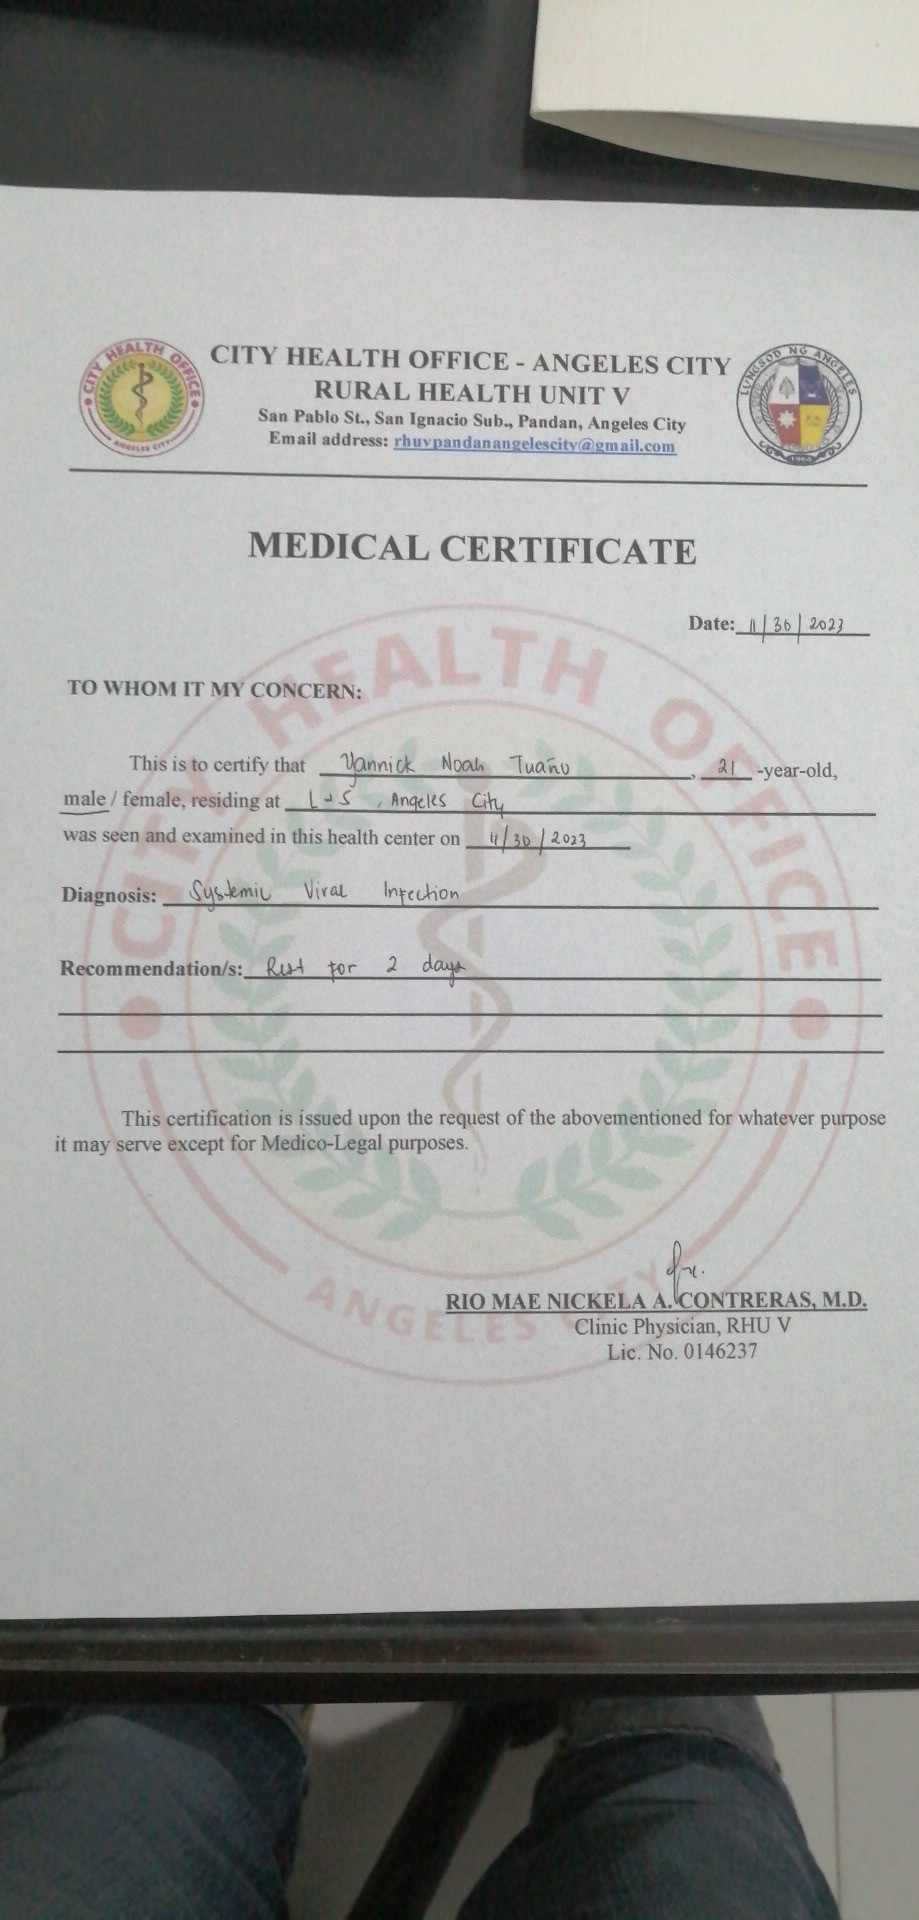 CITY HEALTH OFFICE
ANGELES CITY
CITY HEALTH OFFICE - ANGELES CITY
RURAL HEALTH UNIT V
San Pablo St., San Ignacio Sub., Pandan, Angeles City
Email address: rhuvpandanangelescity@gmail.com
LUNGSOD NG ANGELES
1964
MEDICAL CERTIFICATE
Date: 11/30/2023
TO WHOM IT MY CONCERN:
This is to certify that Yannick Noah Tuaño, 21 -year-old,
male / female, residing at L&S, Angeles City
was seen and examined in this health center on 11/30/2023
Diagnosis: Systemic Viral Infection
Recommendation/s: Rest for 2 days
This certification is issued upon the request of the abovementioned for whatever purpose
it may serve except for Medico-Legal purposes.
RIO MAE NICKELA A. CONTRERAS, M.D.
Clinic Physician, RHU V
Lic. No. 0146237
CITY HEALTH OFFICE
ANGELES CITY